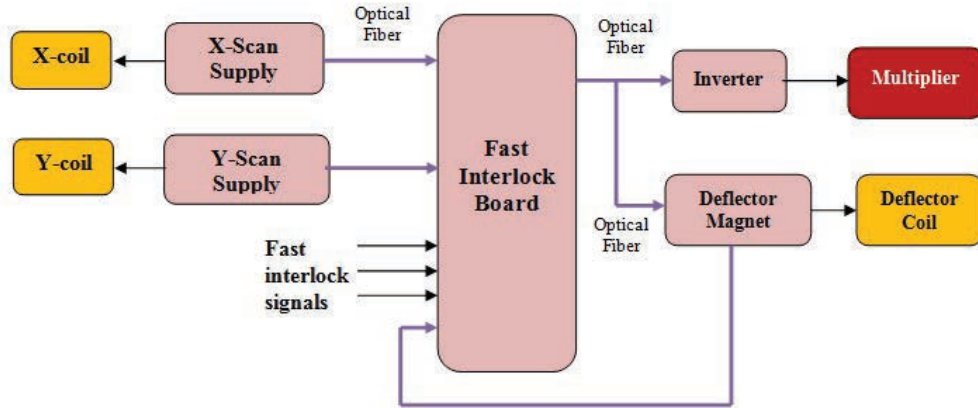 Optical
Fiber
X-coil
X-Scan
Supply
Y-coil
Y-Scan
Supply
Fast
interlock
signals
Fast
Interlock
Board
Optical
Fiber
Inverter
Multiplier
Optical
Fiber
Deflector
Magnet
Deflector
Coil